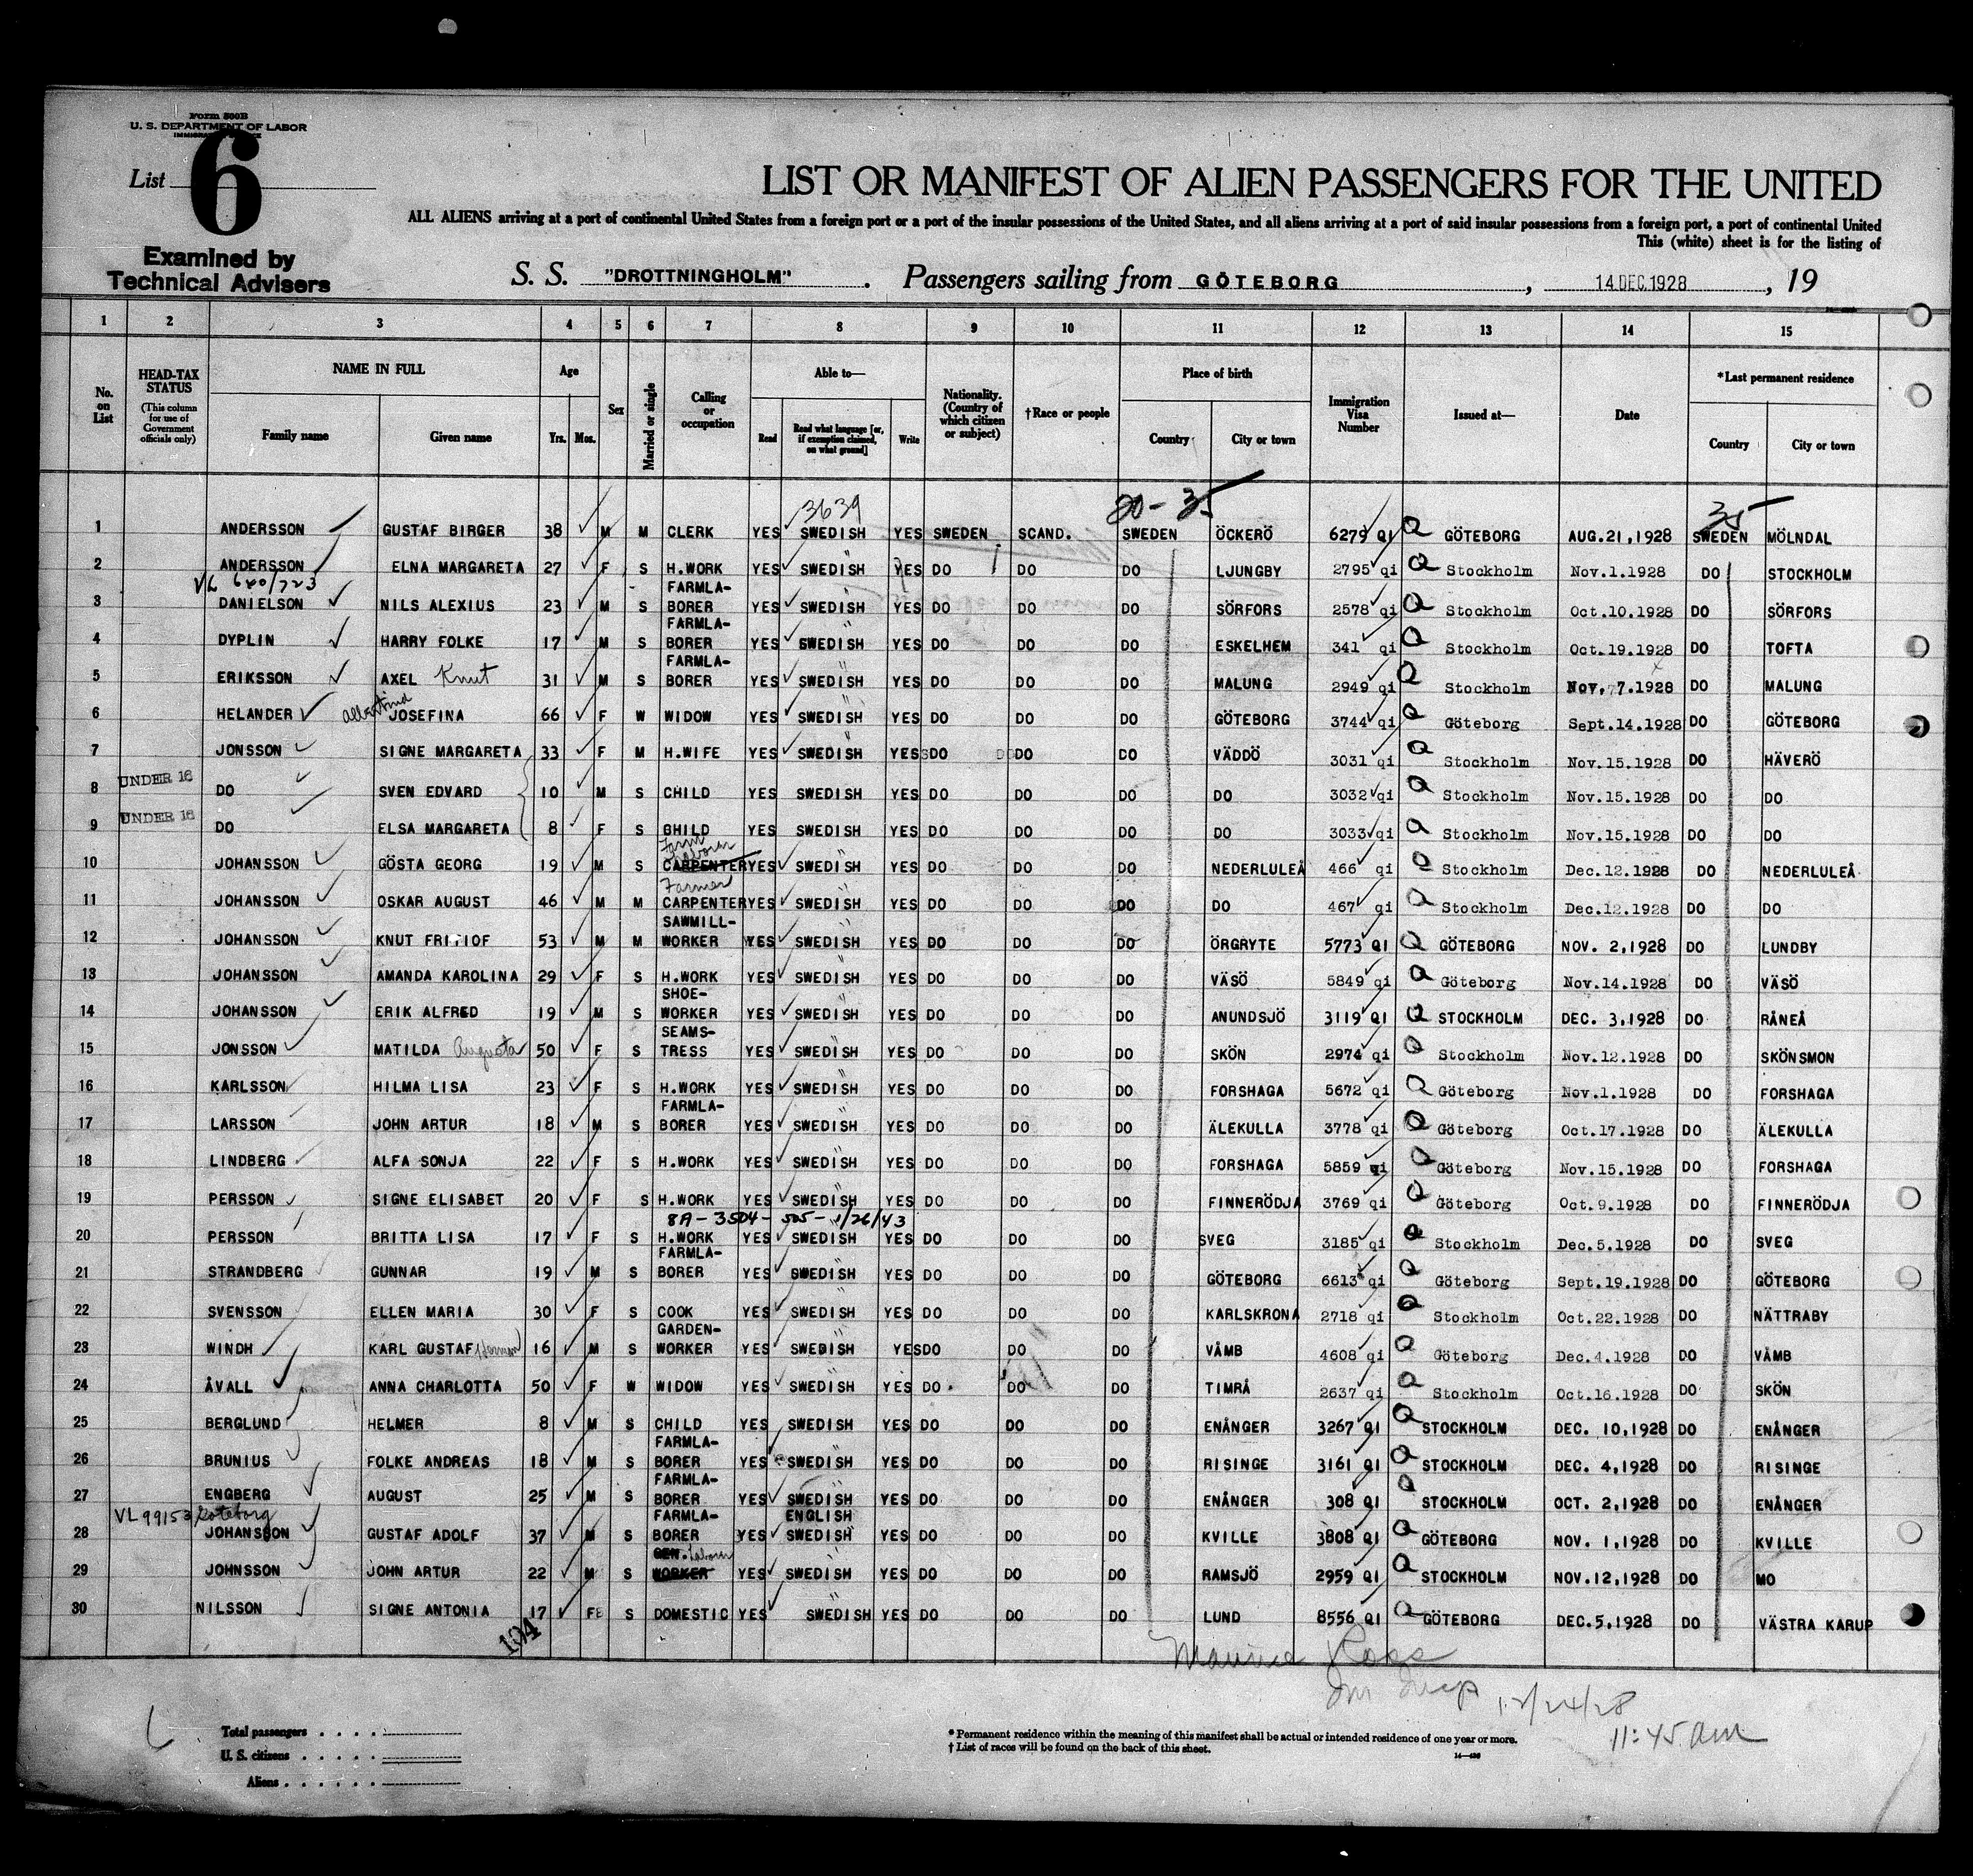 Form 500B
U. S. DEPARTMENT OF LABOR
List 6
LIST OR MANIFEST OF ALIEN PASSENGERS FOR THE UNITED
ALL ALIENS arriving at a port of continental United States from a foreign port or a port of the insular possessions of the United States, and all aliens arriving at a port of said insular possessions from a foreign port, a port of continental United
This (white) sheet is for the listing of
Examined by
Technical Advisers
S. S. "DROTTNINGHOLM". Passengers sailing from GÖTEBORG, 14 DEC 1928, 19
1 2 3 4 5 6 7 8 9 10 11 12 13 14 15
No. on List HEAD-TAX STATUS (This column for use of Government officials only) NAME IN FULL Family name Given name Age Yrs. Mos. Sex Married or single Calling or occupation Able to— Read Read what language [or, if exemption claimed, on what ground] Write Nationality. (Country of which citizen or subject) †Race or people Place of birth Country City or town Immigration Visa Number Issued at— Date *Last permanent residence Country City or town
3639 20-35 35
1 ANDERSSON GUSTAF BIRGER 38 M M CLERK YES SWEDISH YES SWEDEN SCAND. SWEDEN ÖCKERÖ 6279 QI GÖTEBORG AUG.21,1928 SWEDEN MÖLNDAL
2 ANDERSSON ELNA MARGARETA 27 F S H.WORK YES SWEDISH YES DO DO DO LJUNGBY 2795 qi Stockholm Nov.1.1928 DO STOCKHOLM
VL 640/723
3 DANIELSON NILS ALEXIUS 23 M S FARMLA-BORER YES SWEDISH YES DO DO DO SÖRFORS 2578 qi Stockholm Oct.10.1928 DO SÖRFORS
4 DYPLIN HARRY FOLKE 17 M S FARMLA-BORER YES SWEDISH YES DO DO DO ESKELHEM 341 qi Stockholm Oct.19.1928 DO TOFTA
5 ERIKSSON AXEL Knut 31 M S FARMLA-BORER YES SWEDISH YES DO DO DO MALUNG 2949 qi Stockholm Nov. 7.1928 DO MALUNG
6 HELANDER Albertina JOSEFINA 66 F W WIDOW YES SWEDISH YES DO DO DO GÖTEBORG 3744 qi Göteborg Sept.14.1928 DO GÖTEBORG
7 JONSSON SIGNE MARGARETA 33 F M H.WIFE YES SWEDISH YES DO DO DO VÄDDÖ 3031 qi Stockholm Nov.15.1928 DO HÄVERÖ
8 UNDER 16 DO SVEN EDVARD 10 M S CHILD YES SWEDISH YES DO DO DO DO 3032 qi Stockholm Nov.15.1928 DO DO
9 UNDER 16 DO ELSA MARGARETA 8 F S CHILD YES SWEDISH YES DO DO DO DO 3033 qi Stockholm Nov.15.1928 DO DO
10 JOHANSSON GÖSTA GEORG 19 M S Farm laborer CARPENTER YES SWEDISH YES DO DO DO NEDERLULEÅ 466 qi Stockholm Dec.12.1928 DO NEDERLULEÅ
11 JOHANSSON OSKAR AUGUST 46 M M Farmer CARPENTER YES SWEDISH YES DO DO DO DO 467 qi Stockholm Dec.12.1928 DO DO
12 JOHANSSON KNUT FRITIOF 53 M M SAWMILL-WORKER YES SWEDISH YES DO DO DO ÖRGRYTE 5773 QI GÖTEBORG NOV. 2,1928 DO LUNDBY
13 JOHANSSON AMANDA KAROLINA 29 F S H.WORK YES SWEDISH YES DO DO DO VÄSÖ 5849 qi Göteborg Nov.14.1928 DO VÄSÖ
14 JOHANSSON ERIK ALFRED 19 M S SHOE-WORKER YES SWEDISH YES DO DO DO ANUNDSJÖ 3119 QI STOCKHOLM DEC. 3,1928 DO RÅNEÅ
15 JONSSON MATILDA Augusta 50 F S SEAMS-TRESS YES SWEDISH YES DO DO DO SKÖN 2974 qi Stockholm Nov.12.1928 DO SKÖNSMON
16 KARLSSON HILMA LISA 23 F S H.WORK YES SWEDISH YES DO DO DO FORSHAGA 5672 qi Göteborg Nov.1.1928 DO FORSHAGA
17 LARSSON JOHN ARTUR 18 M S FARMLA-BORER YES SWEDISH YES DO DO DO ÄLEKULLA 3778 qi Göteborg Oct.17.1928 DO ÄLEKULLA
18 LINDBERG ALFA SONJA 22 F S H.WORK YES SWEDISH YES DO DO DO FORSHAGA 5859 qi Göteborg Nov.15.1928 DO FORSHAGA
19 PERSSON SIGNE ELISABET 20 F S H.WORK YES SWEDISH YES DO DO DO FINNERÖDJA 3769 qi Göteborg Oct.9.1928 DO FINNERÖDJA
8A-3504-505-1/26/43
20 PERSSON BRITTA LISA 17 F S H.WORK YES SWEDISH YES DO DO DO SVEG 3185 qi Stockholm Dec.5.1928 DO SVEG
21 STRANDBERG GUNNAR 19 M S FARMLA-BORER YES SWEDISH YES DO DO DO GÖTEBORG 6613 qi Göteborg Sept.19.1928 DO GÖTEBORG
22 SVENSSON ELLEN MARIA 30 F S COOK YES SWEDISH YES DO DO DO KARLSKRONA 2718 qi Stockholm Oct.22.1928 DO NÄTTRABY
23 WINDH KARL GUSTAF Herman 16 M S GARDEN-WORKER YES SWEDISH YES DO DO DO VÅMB 4608 qi Göteborg Dec.4.1928 DO VÅMB
24 ÅVALL ANNA CHARLOTTA 50 F W WIDOW YES SWEDISH YES DO DO DO TIMRÅ 2637 qi Stockholm Oct.16.1928 DO SKÖN
25 BERGLUND HELMER 8 M S CHILD YES SWEDISH YES DO DO DO ENÅNGER 3267 QI STOCKHOLM DEC. 10,1928 DO ENÅNGER
26 BRUNIUS FOLKE ANDREAS 18 M S FARMLA-BORER YES SWEDISH YES DO DO DO RISINGE 3161 QI STOCKHOLM DEC. 4,1928 DO RISINGE
27 ENGBERG AUGUST 25 M S FARMLA-BORER YES SWEDISH YES DO DO DO ENÅNGER 308 QI STOCKHOLM OCT. 2,1928 DO ENÅNGER
VL 99153 Goteborg
28 JOHANSSON GUSTAF ADOLF 37 M S FARMLA-BORER YES ENGLISH SWEDISH YES DO DO DO KVILLE 3808 QI GÖTEBORG NOV. 1,1928 DO KVILLE
29 JOHNSSON JOHN ARTUR 22 M S GEN. Laborer WORKER YES SWEDISH YES DO DO DO RAMSJÖ 2959 QI STOCKHOLM NOV.12,1928 DO MO
30 NILSSON SIGNE ANTONIA 17 F S DOMESTIC YES SWEDISH YES DO DO DO LUND 8556 QI GÖTEBORG DEC.5,1928 DO VÄSTRA KARUP
104
12/24/28
11:45 am
Total passengers
U. S. citizens
Aliens
* Permanent residence within the meaning of this manifest shall be actual or intended residence of one year or more.
† List of races will be found on the back of this sheet.